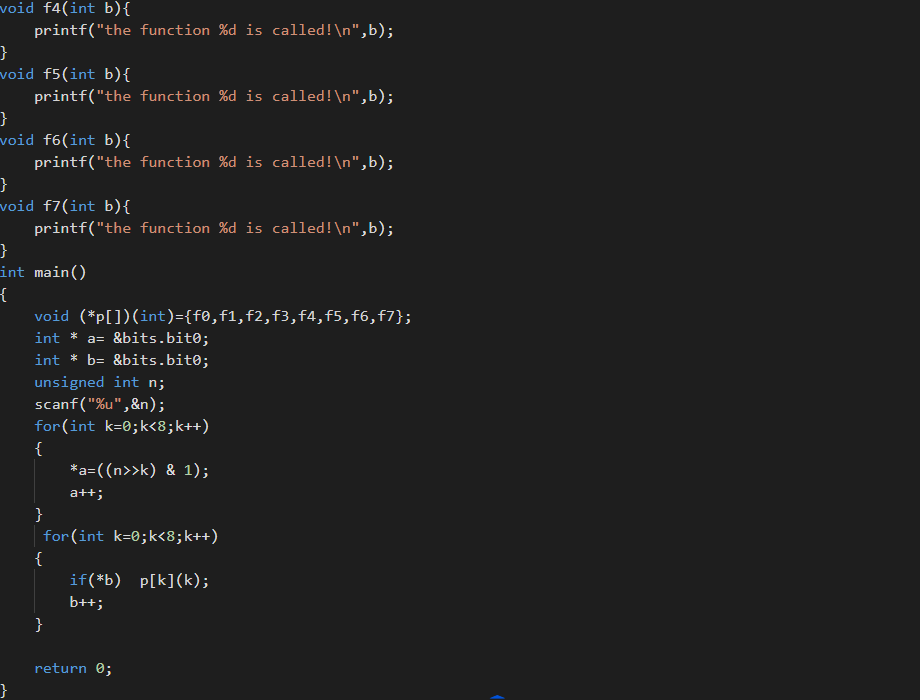 void f4(int b){
    printf("the function %d is called!\n",b);
}
void f5(int b){
    printf("the function %d is called!\n",b);
}
void f6(int b){
    printf("the function %d is called!\n",b);
}
void f7(int b){
    printf("the function %d is called!\n",b);
}
int main()
{
    void (*p[])(int)={f0,f1,f2,f3,f4,f5,f6,f7};
    int * a= &bits.bit0;
    int * b= &bits.bit0;
    unsigned int n;
    scanf("%u",&n);
    for(int k=0;k<8;k++)
    {
        *a=((n>>k) & 1);
        a++;
    }
     for(int k=0;k<8;k++)
    {
        if(*b)  p[k](k);
        b++;
    }
    return 0;
}